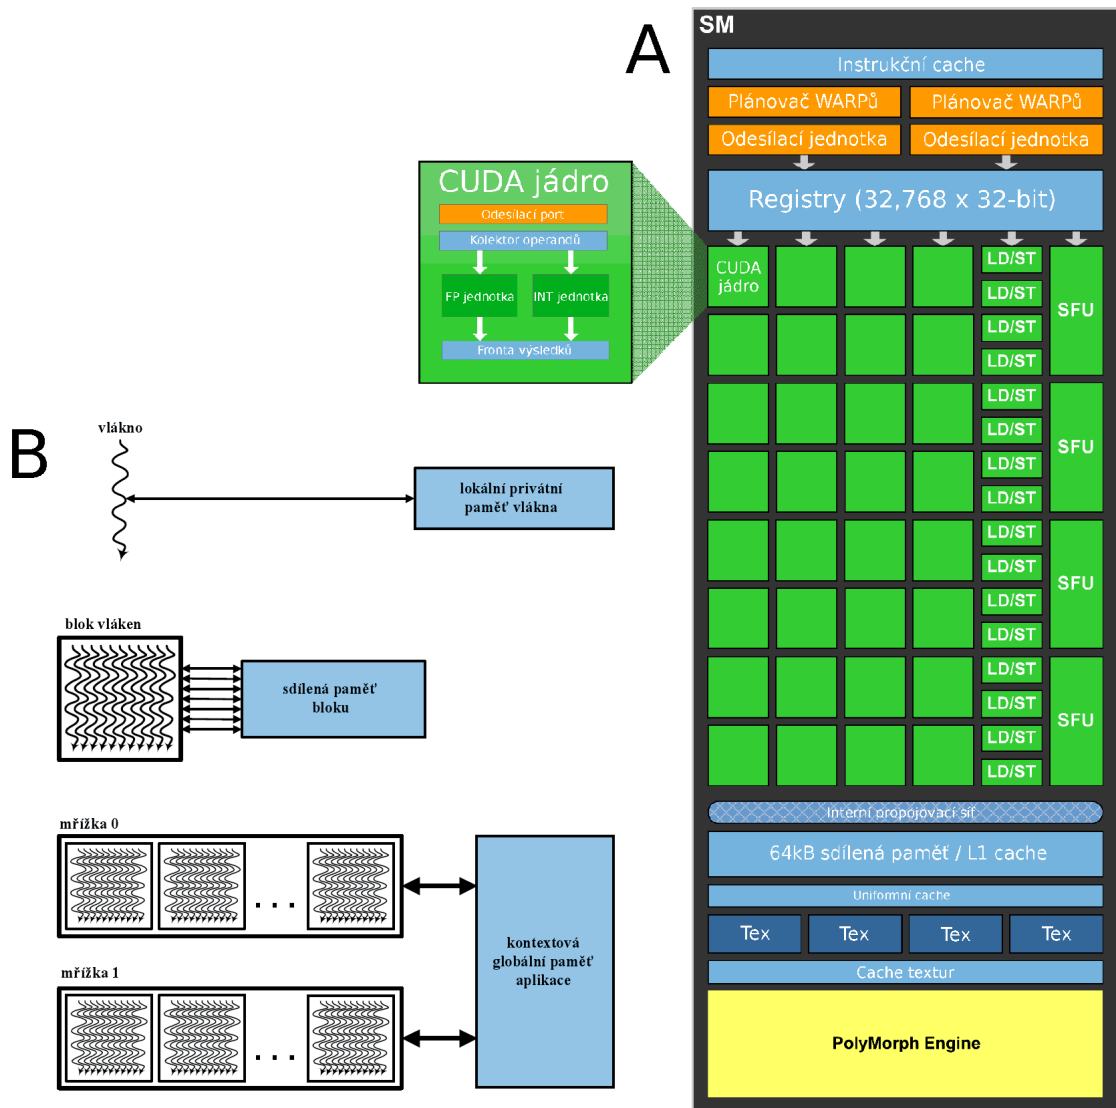 A
SM
Instrukční cache
Plánovač WARPů
Plánovač WARPů
Odesílací jednotka
Odesílací jednotka
Registry (32,768 x 32-bit)
CUDA jádro
Odesílací port
Kolektor operandů
FP jednotka
INT jednotka
Fronta výsledků
CUDA
jádro
LD/ST
LD/ST
LD/ST
LD/ST
SFU
LD/ST
LD/ST
LD/ST
LD/ST
SFU
LD/ST
LD/ST
LD/ST
LD/ST
SFU
LD/ST
LD/ST
LD/ST
LD/ST
SFU
Interní propojovací síť
64kB sdílená paměť / L1 cache
Uniformní cache
Tex
Tex
Tex
Tex
Cache textur
PolyMorph Engine
B
vlákno
lokální privátní
paměť vlákna
blok vláken
sdílená paměť
bloku
mřížka 0
. . .
kontextová
globální paměť
aplikace
mřížka 1
. . .